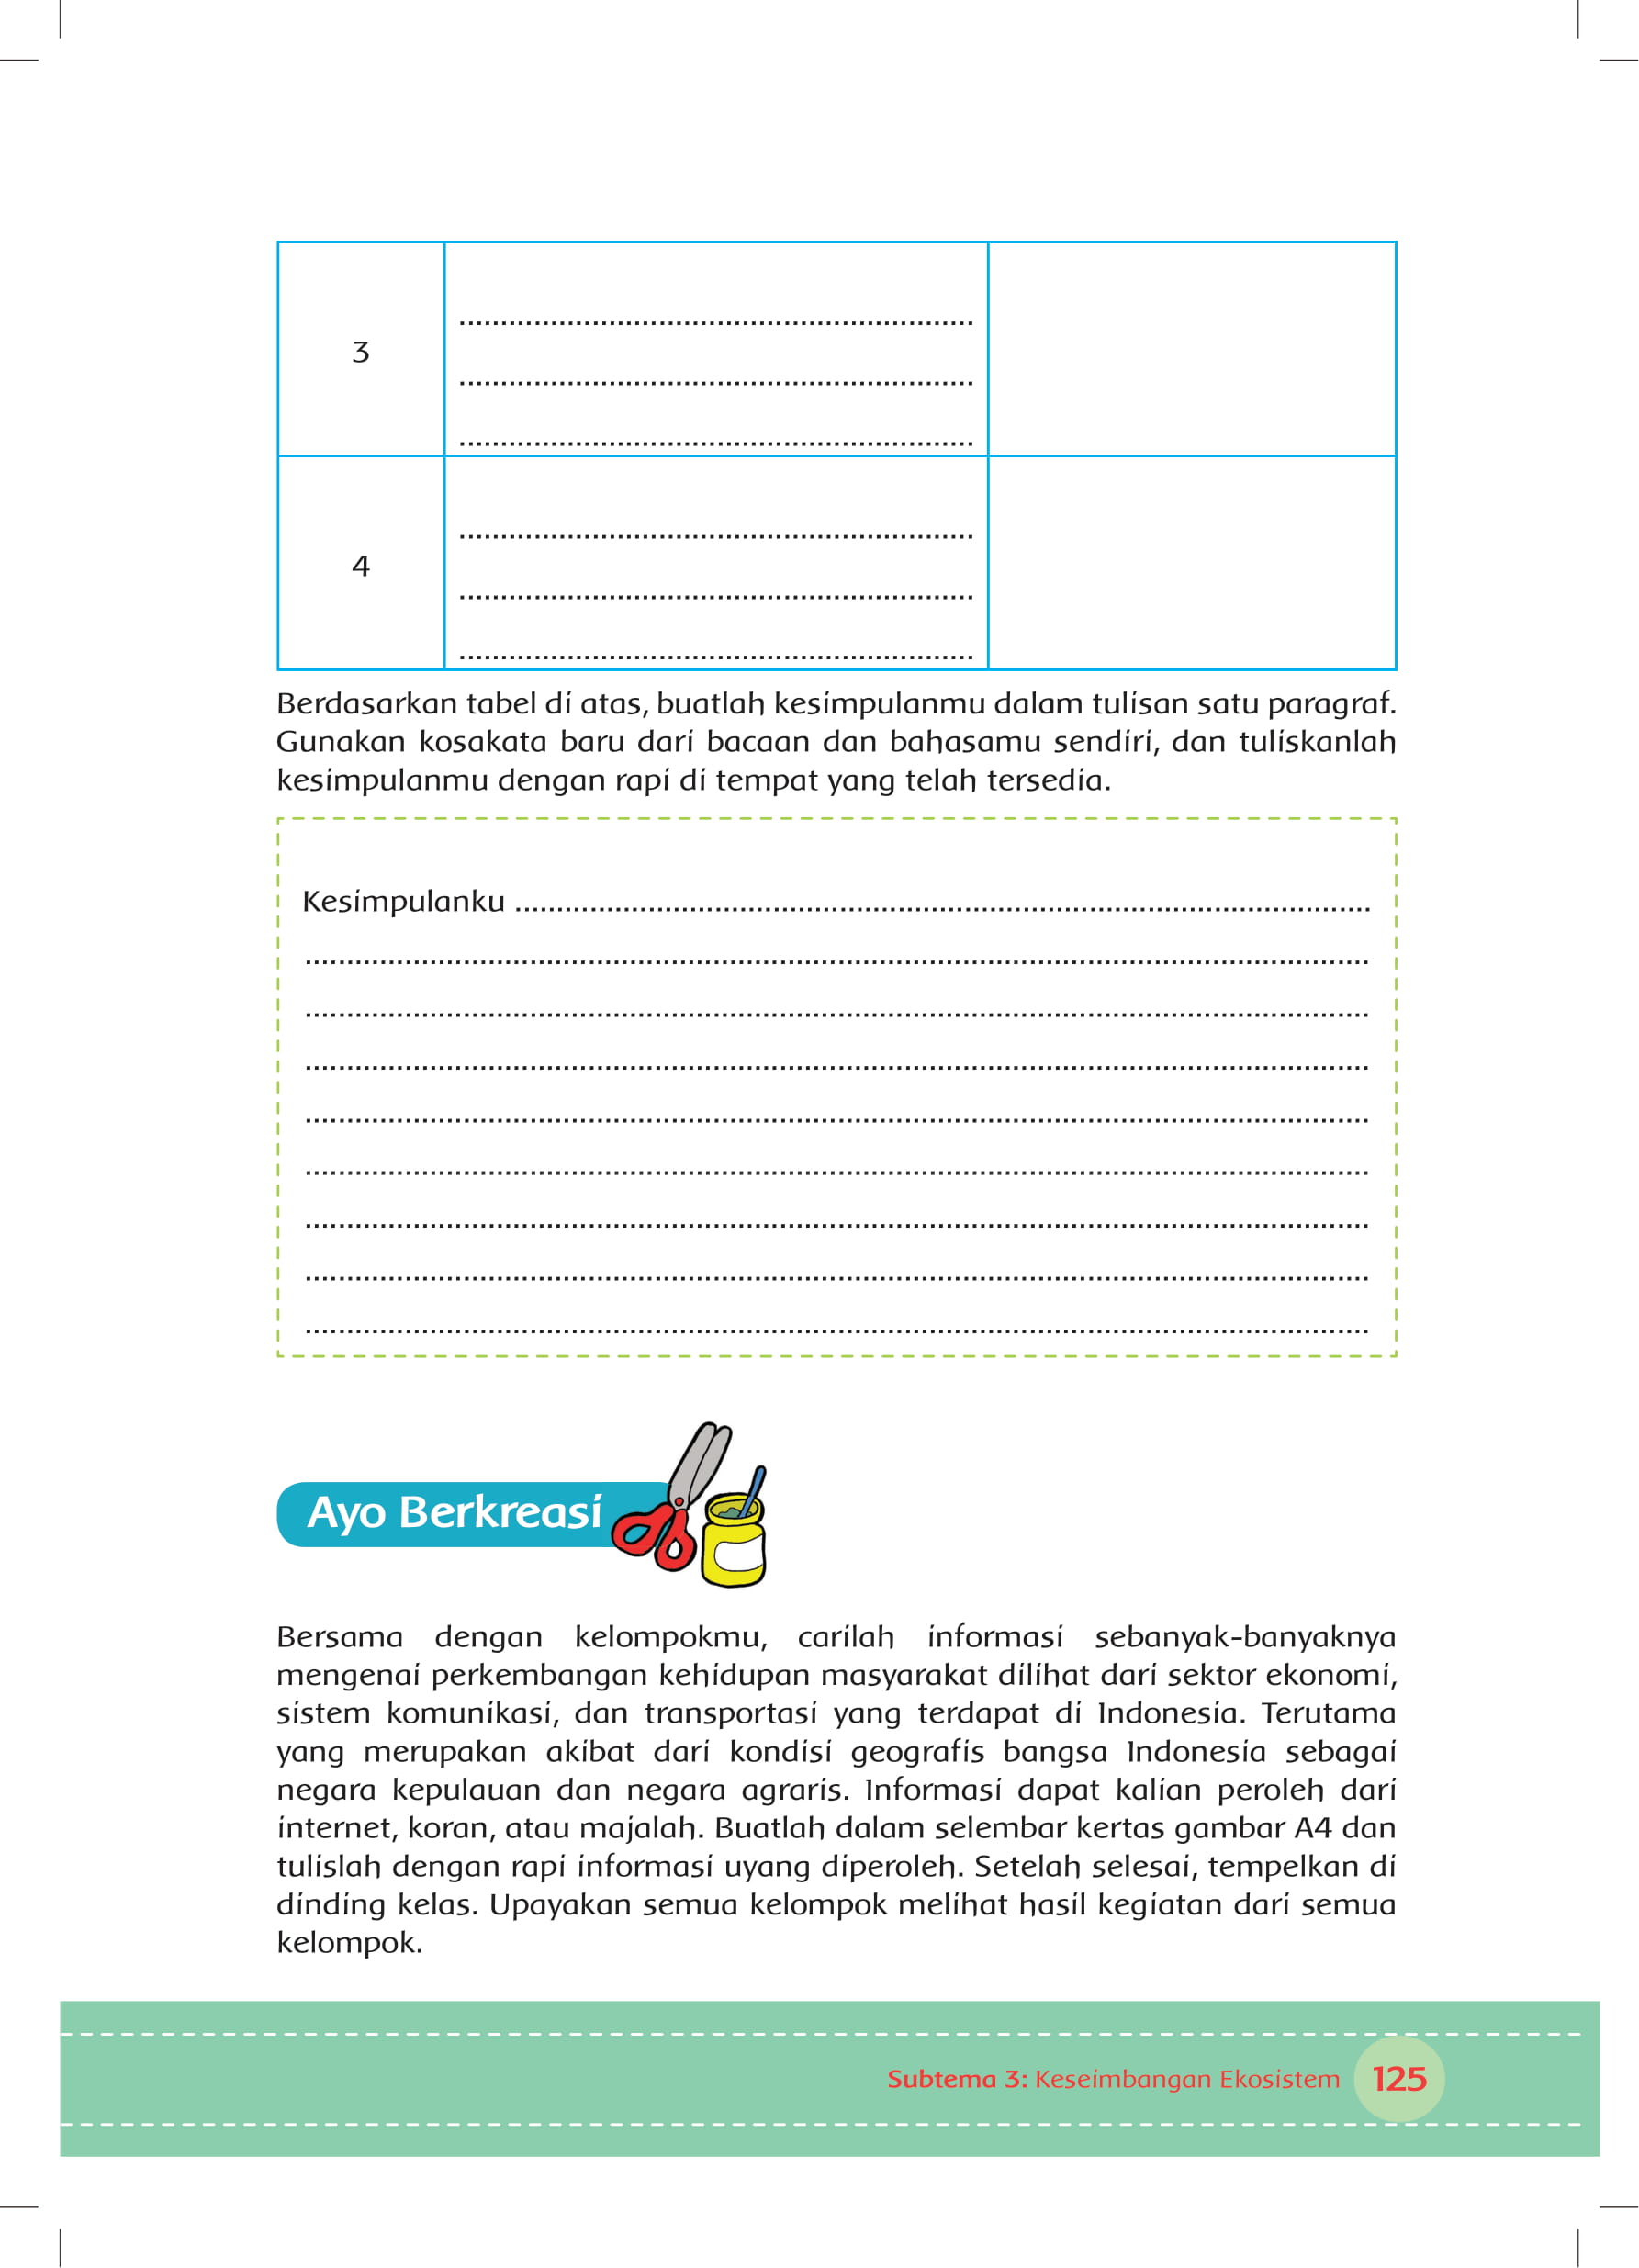 3
............................................................
............................................................
............................................................
4
............................................................
............................................................
............................................................
Berdasarkan tabel di atas, buatlah kesimpulanmu dalam tulisan satu paragraf.
Gunakan kosakata baru dari bacaan dan bahasamu sendiri, dan tuliskanlah
kesimpulanmu dengan rapi di tempat yang telah tersedia.
Kesimpulanku ............................................................
............................................................
............................................................
............................................................
............................................................
............................................................
............................................................
............................................................
............................................................
Ayo Berkreasi
Bersama dengan kelompokmu, carilah informasi sebanyak-banyaknya
mengenai perkembangan kehidupan masyarakat dilihat dari sektor ekonomi,
sistem komunikasi, dan transportasi yang terdapat di Indonesia. Terutama
yang merupakan akibat dari kondisi geografis bangsa Indonesia sebagai
negara kepulauan dan negara agraris. Informasi dapat kalian peroleh dari
internet, koran, atau majalah. Buatlah dalam selembar kertas gambar A4 dan
tulislah dengan rapi informasi uyang diperoleh. Setelah selesai, tempelkan di
dinding kelas. Upayakan semua kelompok melihat hasil kegiatan dari semua
kelompok.
Subtema 3: Keseimbangan Ekosistem 125